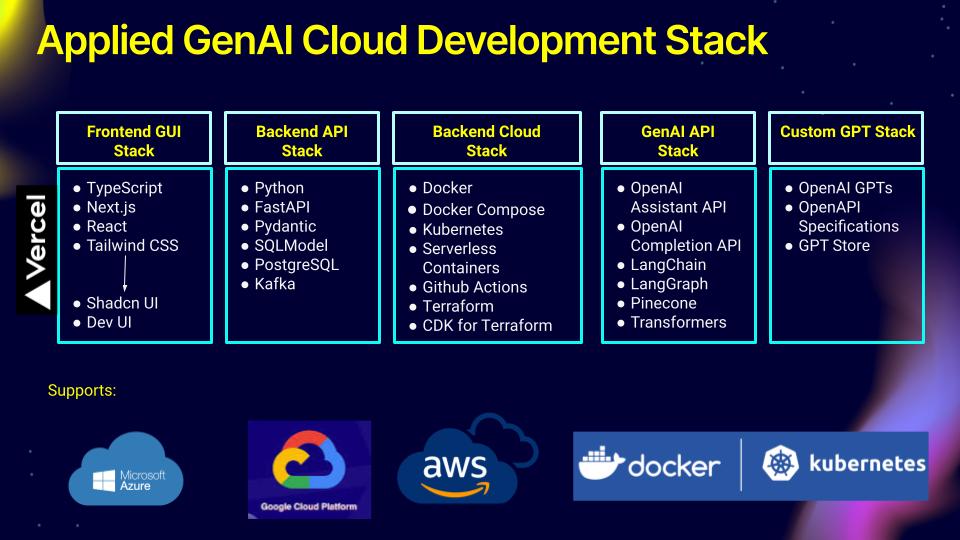 Applied GenAI Cloud Development Stack
Frontend GUI
Stack
Backend API
Stack
Backend Cloud
Stack
GenAI API
Stack
Custom GPT Stack
Vercel
● TypeScript
● Next.js
● React
● Tailwind CSS
● Shadcn UI
● Dev UI
● Python
● FastAPI
● Pydantic
● SQLModel
● PostgreSQL
● Kafka
● Docker
● Docker Compose
● Kubernetes
● Serverless
Containers
● Github Actions
● Terraform
● CDK for Terraform
● OpenAI
Assistant API
● OpenAI
Completion API
● LangChain
● LangGraph
● Pinecone
● Transformers
● OpenAI GPTs
● OpenAPI
Specifications
● GPT Store
Supports:
Microsoft
Azure
Google Cloud Platform
aws
docker
kubernetes